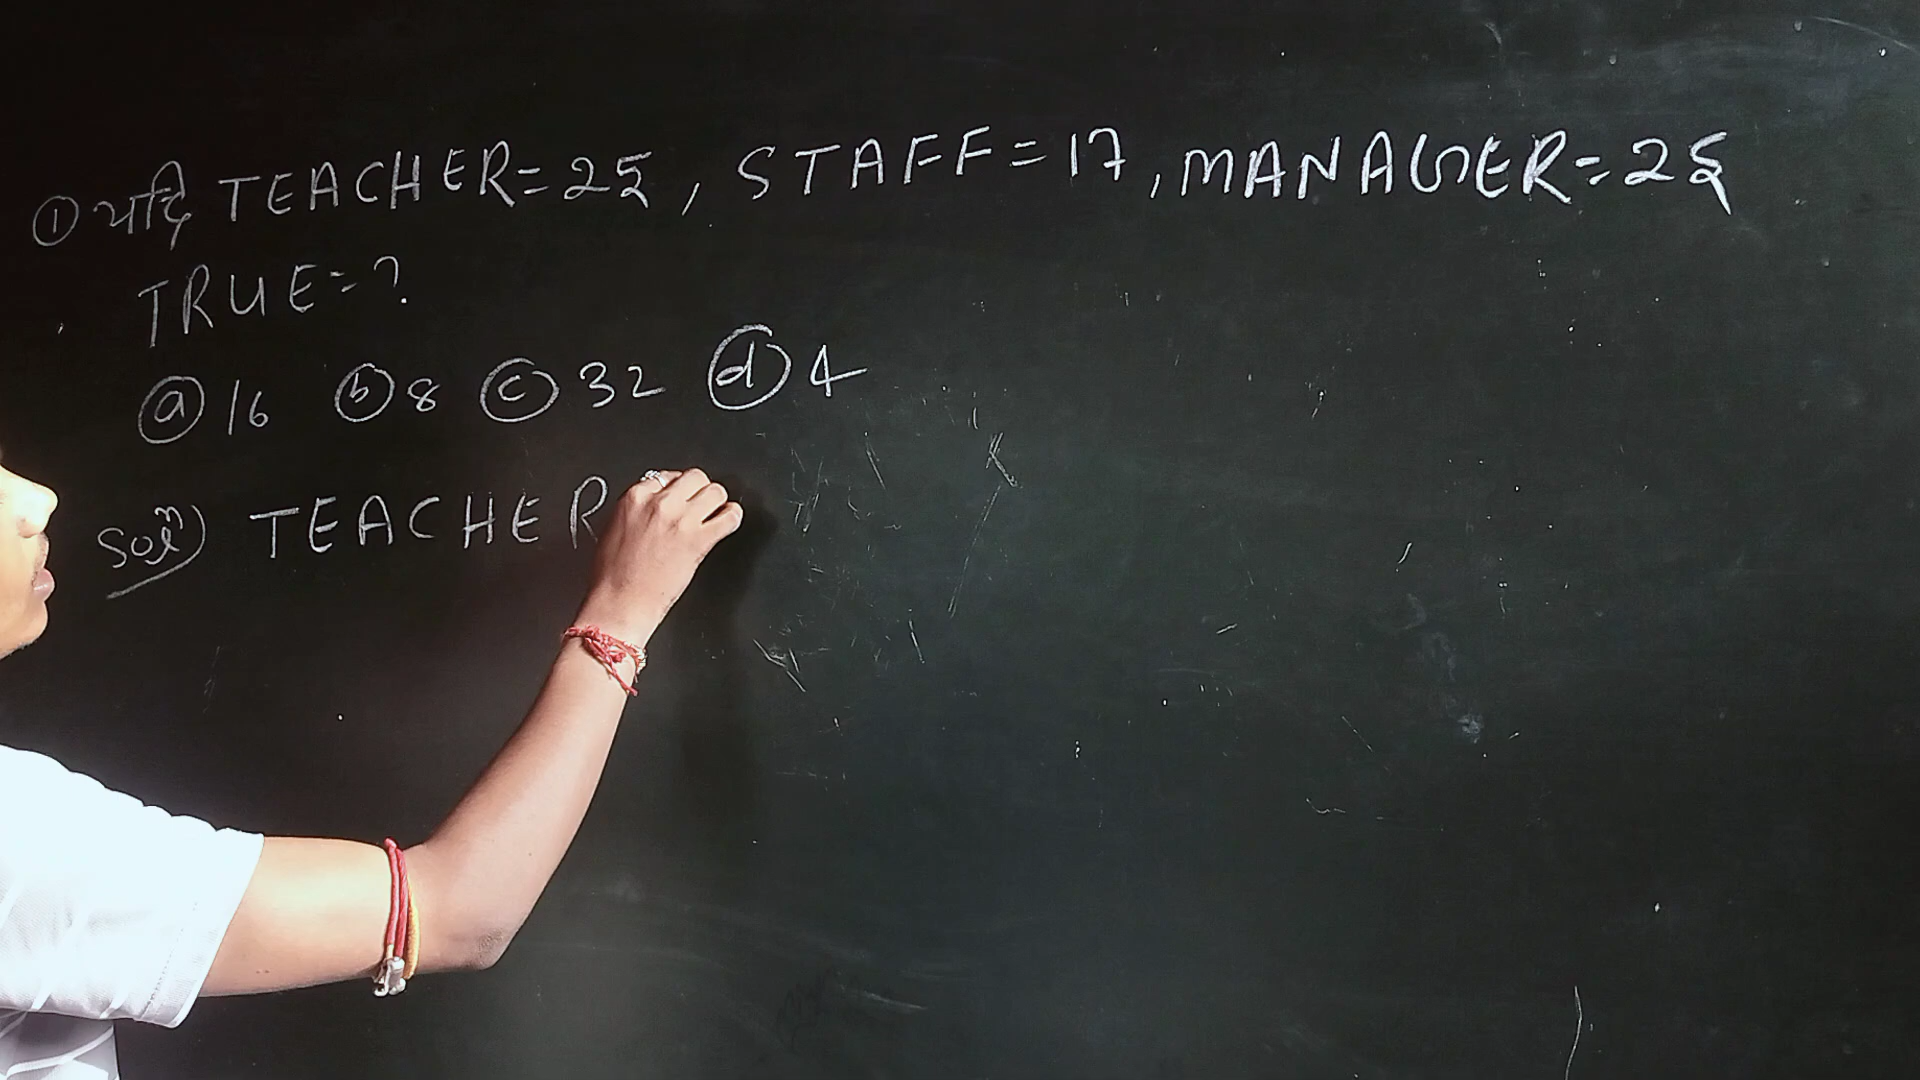 ① यदि TEACHER=25, STAFF=17, MANAGER=25
TRUE=?
ⓐ 16 ⓑ 8 ⓒ 32 ⓓ 4
Solⁿ) TEACHER